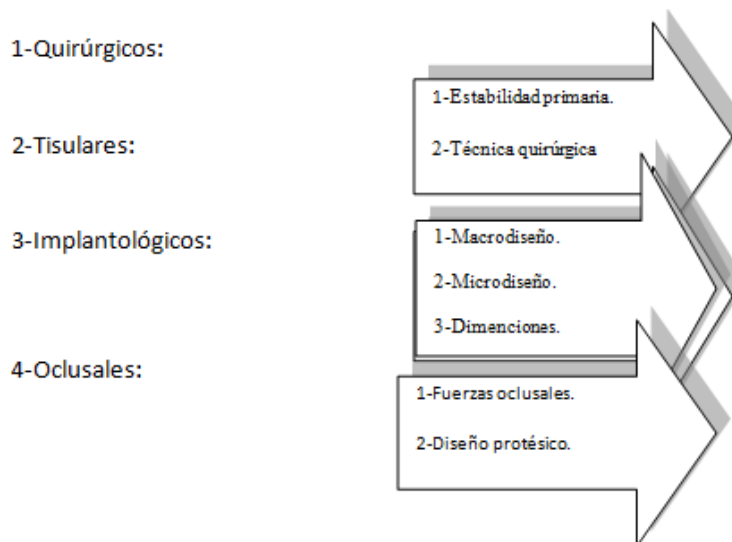 1-Quirúrgicos:
1-Estabilidad primaria.
2-Tisulares:
2-Técnica quirúrgica
3-Implantológicos:
1-Macrodiseño.
2-Microdiseño.
3-Dimenciones.
4-Oclusales:
1-Fuerzas oclusales.
2-Diseño protésico.